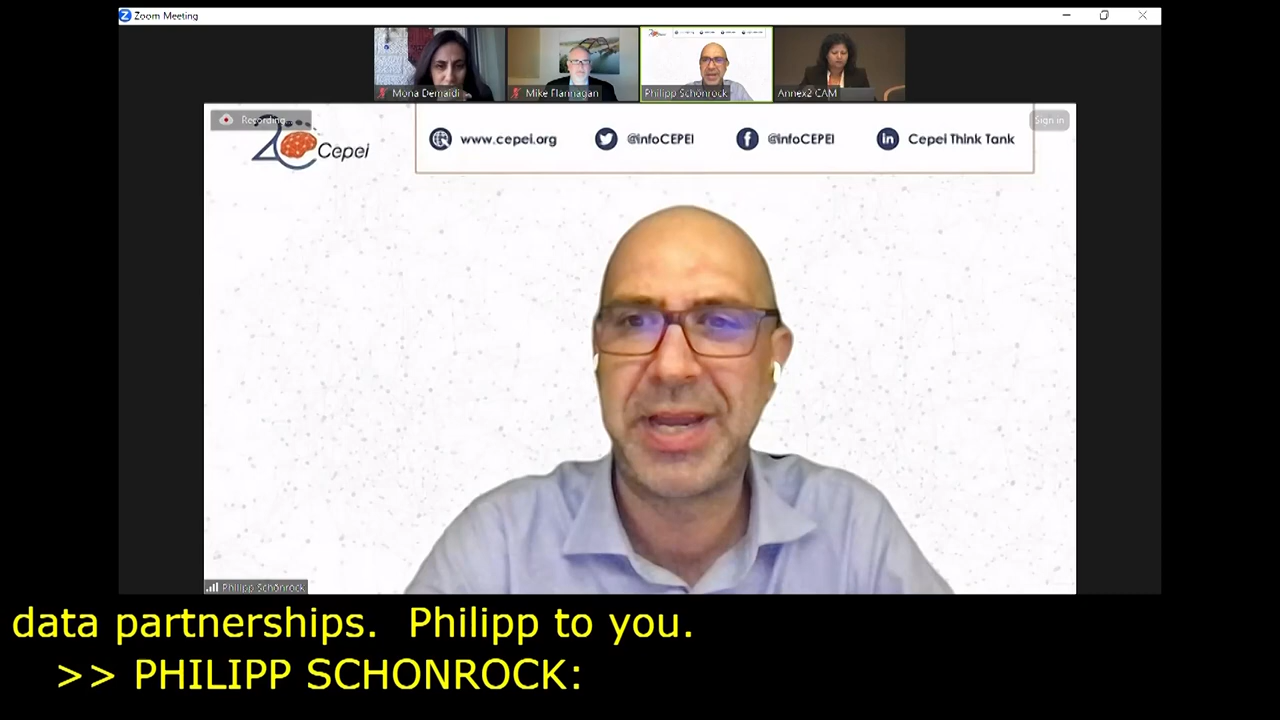 Zoom Meeting
Mona Demaidi
Mike Flannagan
Philipp Schönrock
Annex2 CAM
Recording...
Sign in
20 Cepei
www.cepei.org
@infoCEPEI
@infoCEPEI
Cepei Think Tank
Philipp Schönrock
data partnerships. Philipp to you.
>> PHILIPP SCHONROCK: